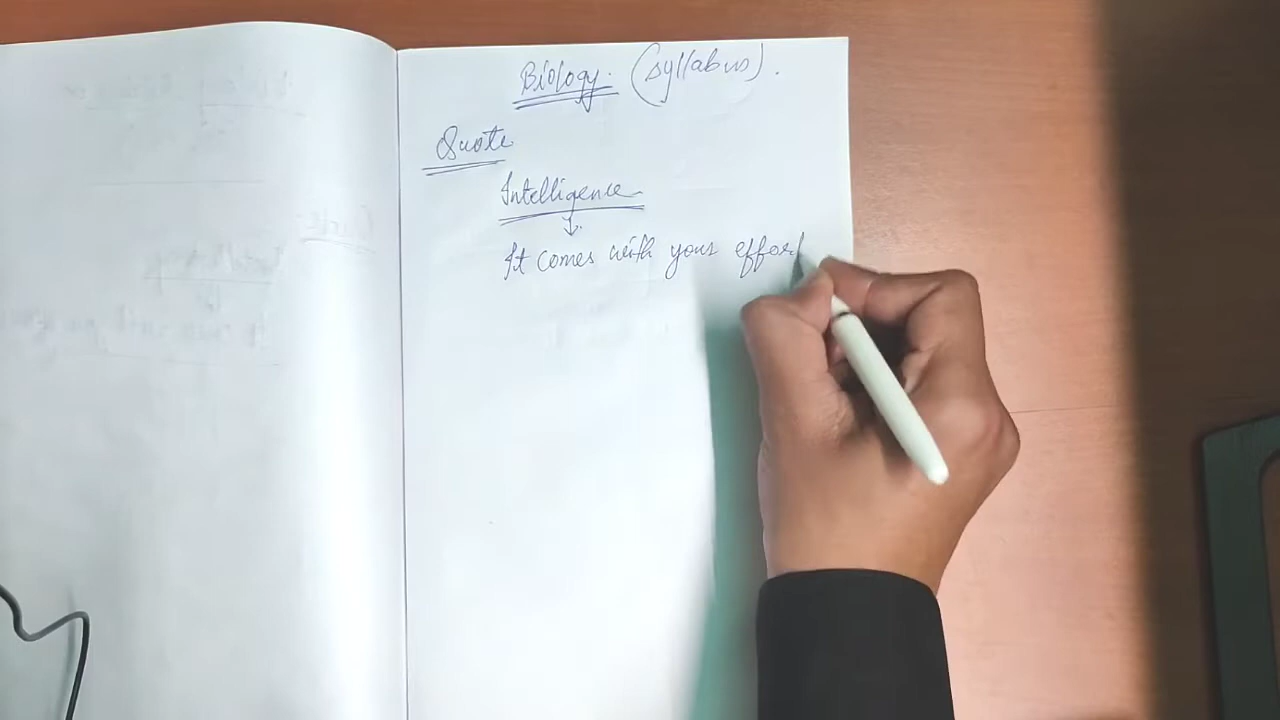 Biology. (Syllabus).
Quote
Intelligence
It comes with your effort